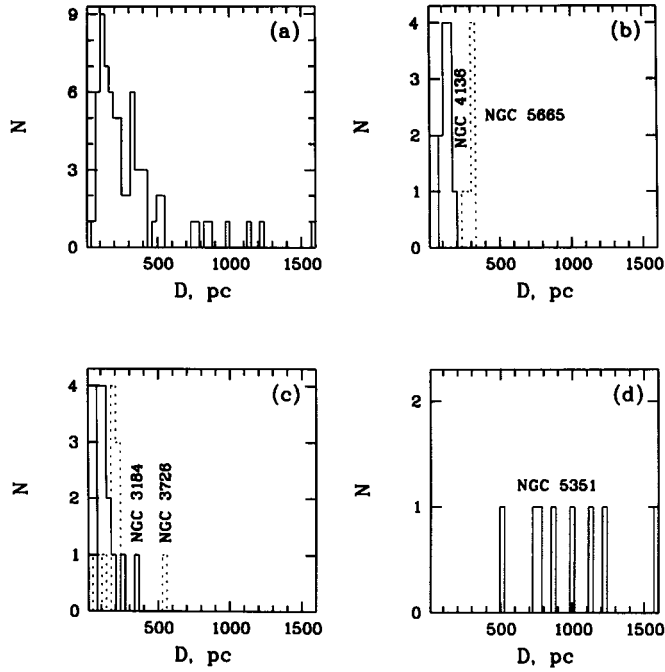 (a)
N
9
6
3
0
500 1000 1500
D, pc
(b)
N
4
3
2
1
0
NGC 4136
NGC 5665
500 1000 1500
D, pc
(c)
N
4
3
2
1
0
NGC 3184
NGC 3726
500 1000 1500
D, pc
(d)
N
2
1
0
NGC 5351
500 1000 1500
D, pc